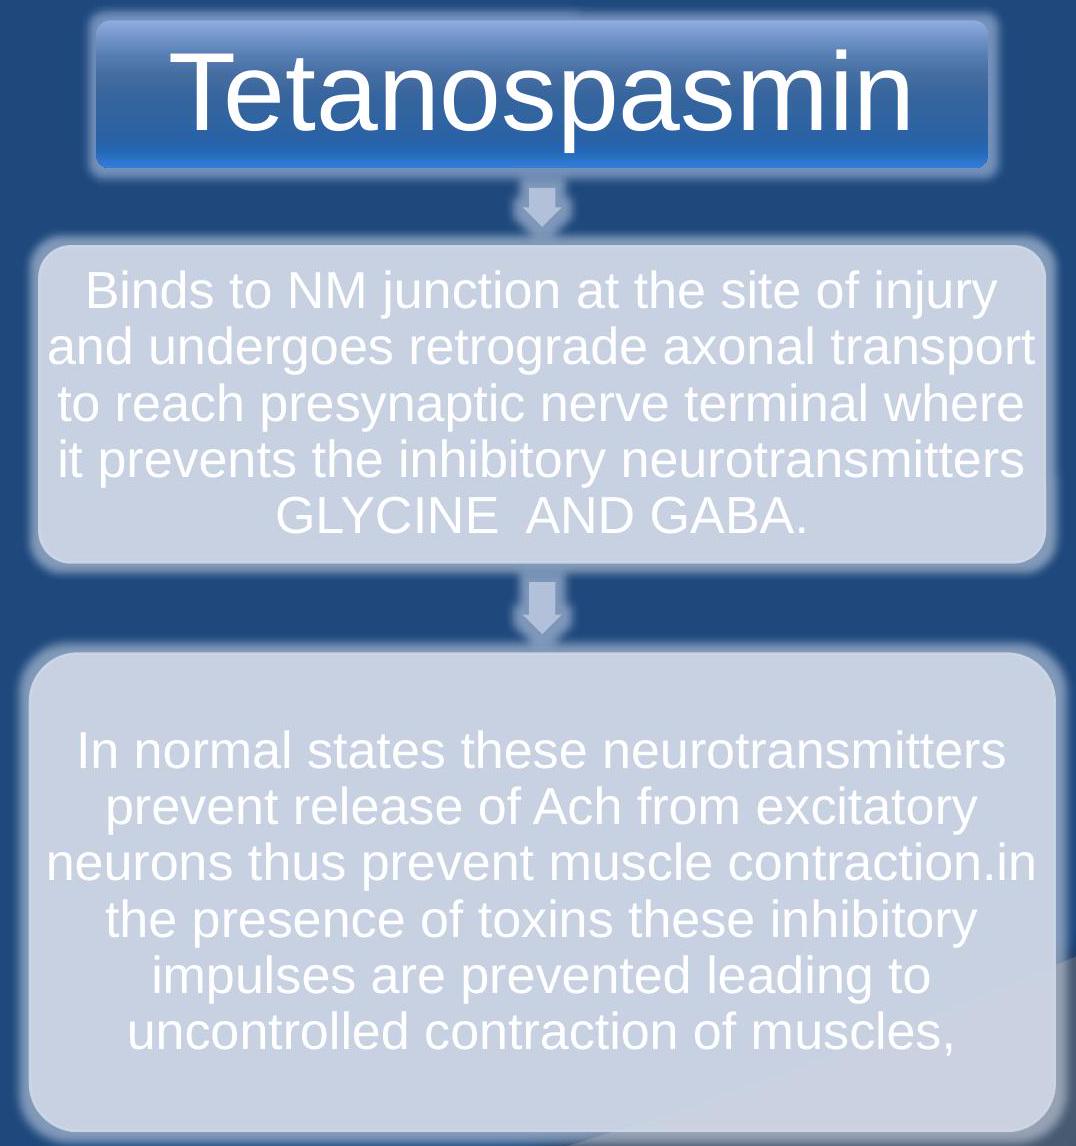 Tetanospasmin
Binds to NM junction at the site of injury
and undergoes retrograde axonal transport
to reach presynaptic nerve terminal where
it prevents the inhibitory neurotransmitters
GLYCINE  AND GABA.
In normal states these neurotransmitters
prevent release of Ach from excitatory
neurons thus prevent muscle contraction.in
the presence of toxins these inhibitory
impulses are prevented leading to
uncontrolled contraction of muscles,